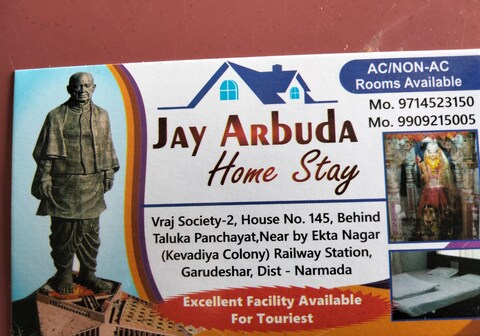 AC/NON-AC
Rooms Available
Mo. 9714523150
Mo. 9909215005
JAY ARBUDA
Home Stay
Vraj Society-2, House No. 145, Behind
Taluka Panchayat,Near by Ekta Nagar
(Kevadiya Colony) Railway Station,
Garudeshar, Dist - Narmada
Excellent Facility Available
For Touriest